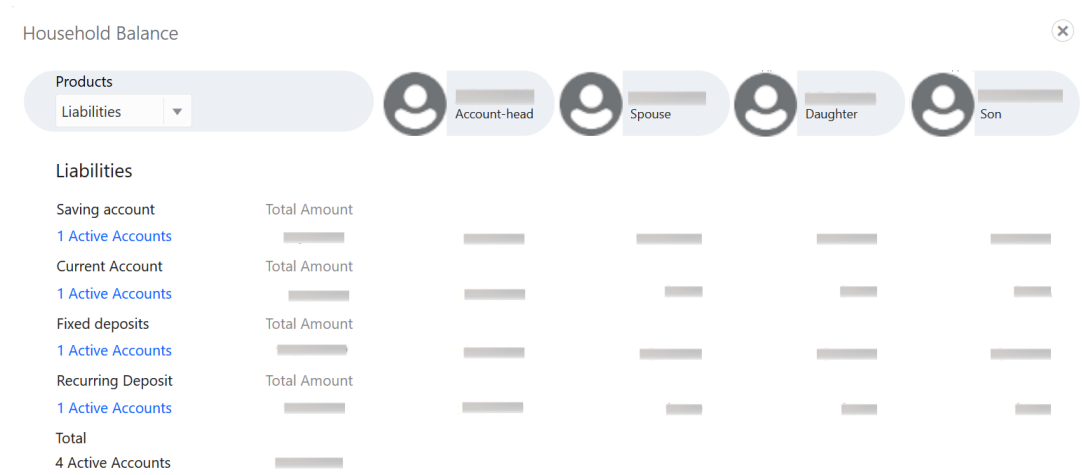 Household Balance
Products
Liabilities
Account-head
Spouse
Daughter
Son
Liabilities
Saving account Total Amount
1 Active Accounts
Current Account Total Amount
1 Active Accounts
Fixed deposits Total Amount
1 Active Accounts
Recurring Deposit Total Amount
1 Active Accounts
Total
4 Active Accounts